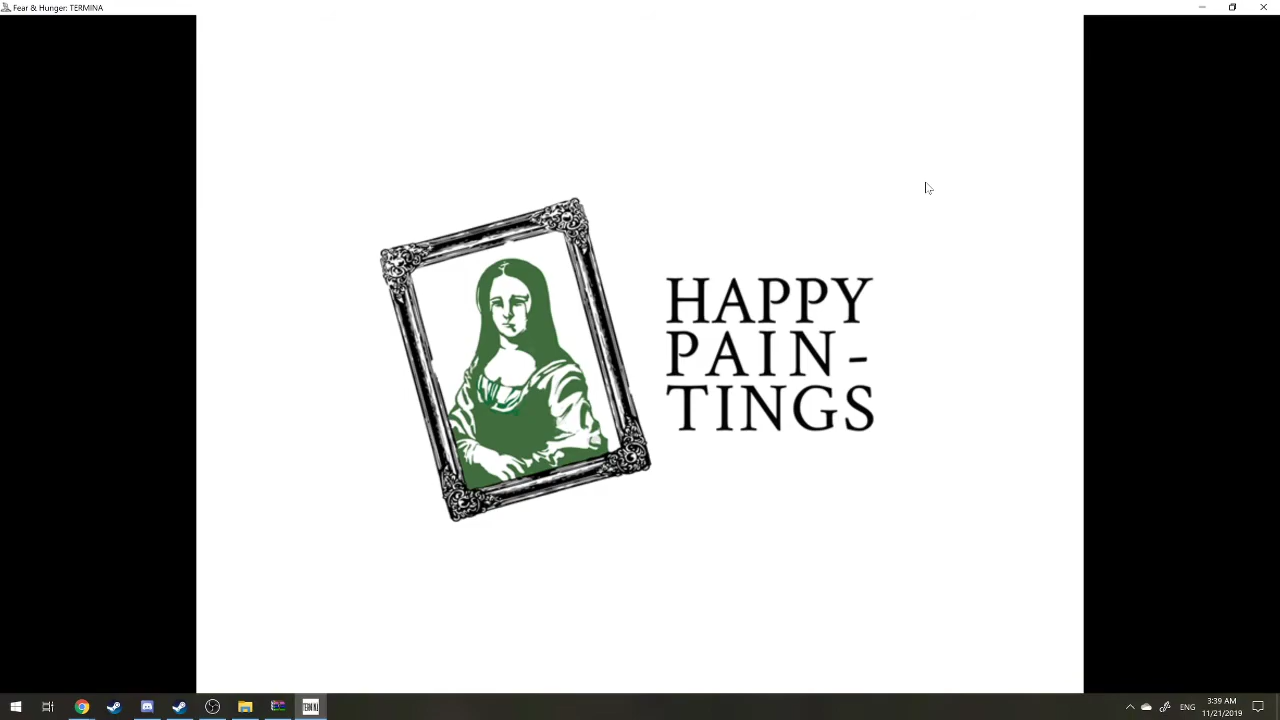 Fear & Hunger: TERMINA
HAPPY
PAIN-
TINGS
3:39 AM
ENG
11/21/2019